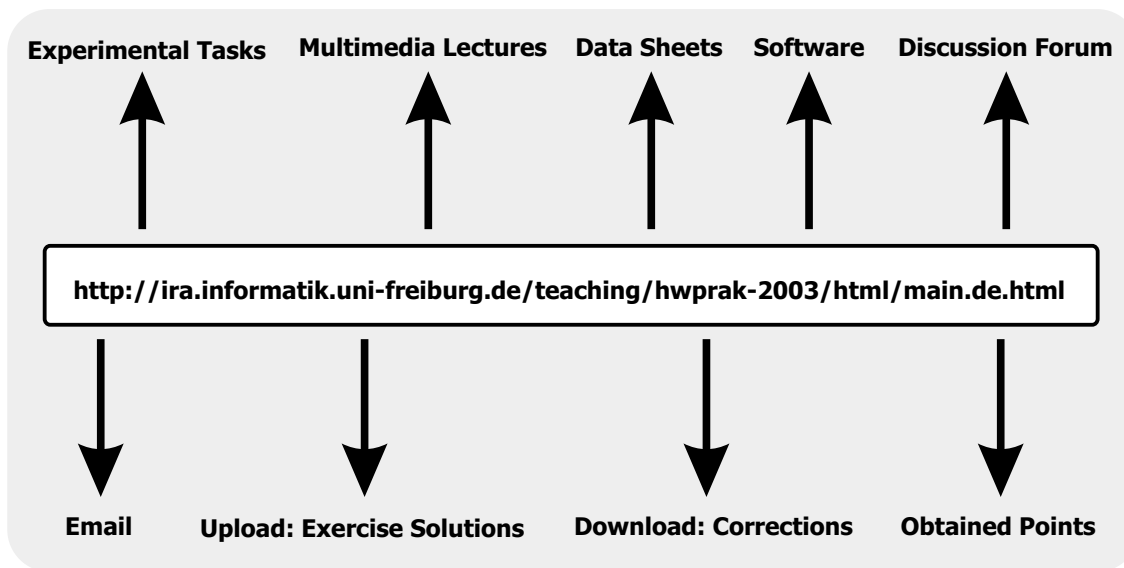 Experimental Tasks Multimedia Lectures Data Sheets Software Discussion Forum
http://ira.informatik.uni-freiburg.de/teaching/hwprak-2003/html/main.de.html
Email Upload: Exercise Solutions Download: Corrections Obtained Points